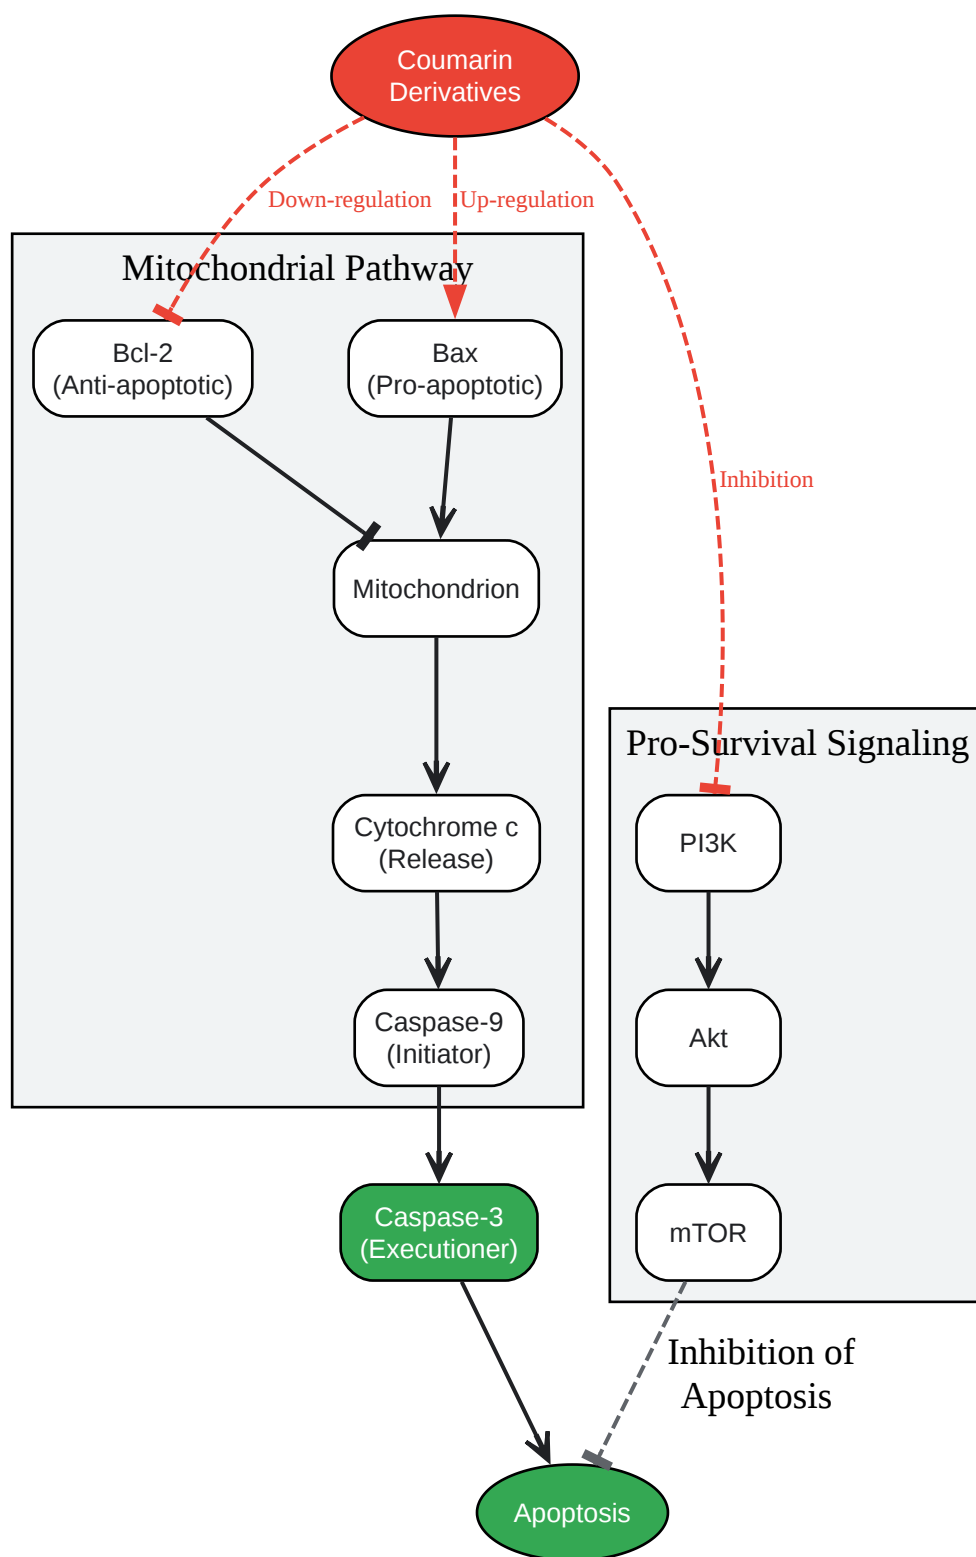 Coumarin
Derivatives
Down-regulation
Up-regulation
Mitochondrial Pathway
Bcl-2
(Anti-apoptotic)
Bax
(Pro-apoptotic)
Inhibition
Mitochondrion
Pro-Survival Signaling
Cytochrome c
(Release)
PI3K
Caspase-9
(Initiator)
Akt
Caspase-3
(Executioner)
mTOR
Inhibition of
Apoptosis
Apoptosis